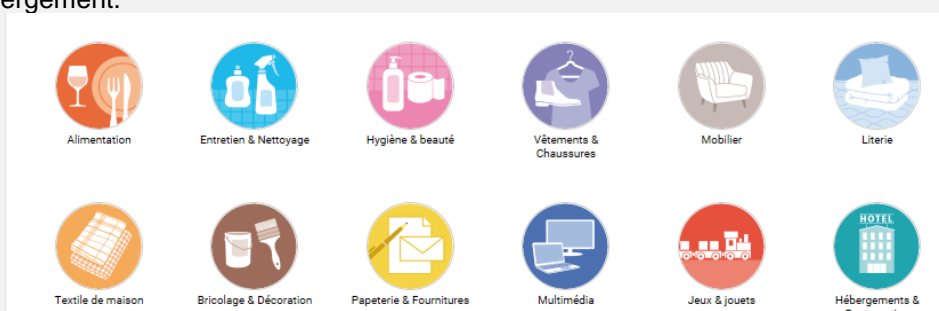 ergement.
Alimentation
Entretien & Nettoyage
Hygiène & beauté
Vêtements &
Chaussures
Mobilier
Literie
HOTEL
Textile de maison
Bricolage & Décoration
Papeterie & Fournitures
Multimédia
Jeux & jouets
Hébergements &